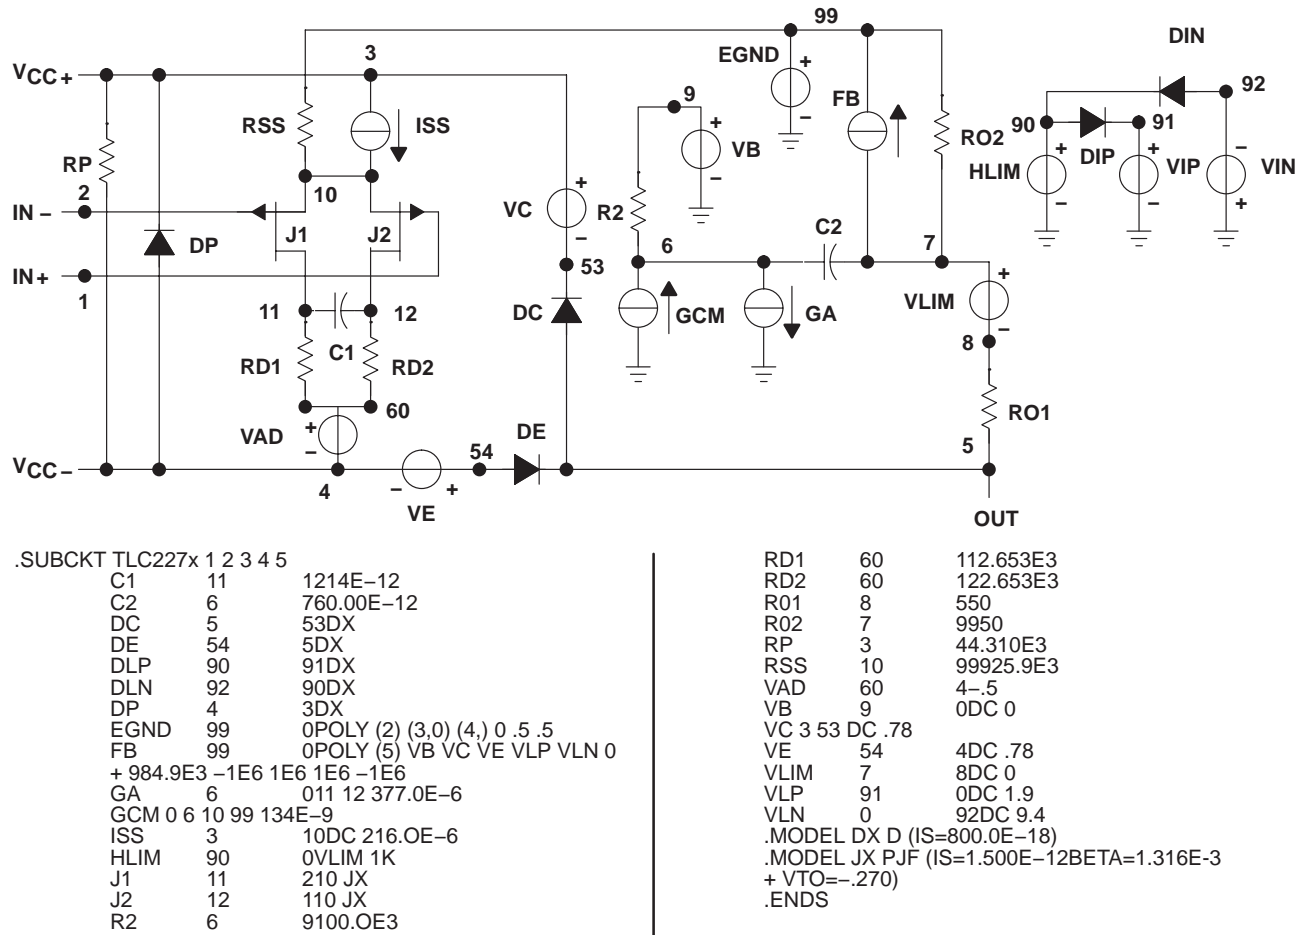 99
DIN
3
EGND
+
VCC+
92
9
FB
+
90
91
RSS
ISS
RO2
–
VB
DIP
RP
–
+
+
–
HLIM
VIP
VIN
10
2
+
–
–
+
R2
IN –
VC
C2
J1
J2
–
6
7
DP
IN+
53
+
1
VLIM
11
12
DC
GCM
GA
–
C1
8
RD1
RD2
60
RO1
+
VAD
DE
–
54
5
VCC –
4
–
+
VE
OUT
.SUBCKT TLC227x 1 2 3 4 5
C1 11 1214E–12
C2 6 760.00E–12
DC 5 53DX
DE 54 5DX
DLP 90 91DX
DLN 92 90DX
DP 4 3DX
EGND 99 0POLY (2) (3,0) (4,) 0 .5 .5
FB 99 0POLY (5) VB VC VE VLP VLN 0
+ 984.9E3 –1E6 1E6 1E6 –1E6
GA 6 011 12 377.0E–6
GCM 0 6 10 99 134E–9
ISS 3 10DC 216.OE–6
HLIM 90 0VLIM 1K
J1 11 210 JX
J2 12 110 JX
R2 6 9100.OE3
RD1 60 112.653E3
RD2 60 122.653E3
R01 8 550
R02 7 9950
RP 3 44.310E3
RSS 10 99925.9E3
VAD 60 4–.5
VB 9 0DC 0
VC 3 53 DC .78
VE 54 4DC .78
VLIM 7 8DC 0
VLP 91 0DC 1.9
VLN 0 92DC 9.4
.MODEL DX D (IS=800.0E–18)
.MODEL JX PJF (IS=1.500E–12BETA=1.316E-3
+ VTO=–.270)
.ENDS